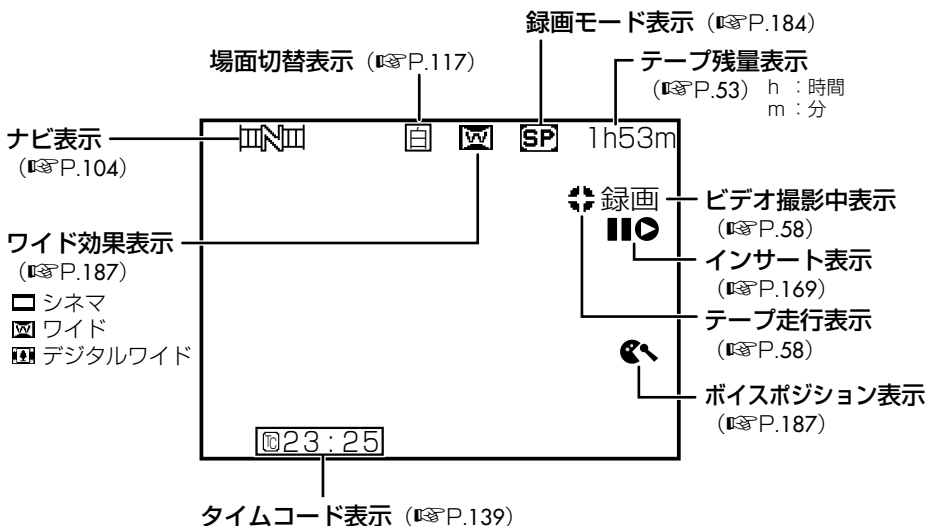 録画モード表示(☞P.184)
場面切替表示(☞P.117)
テープ残量表示
(☞P.53) h :時間
m :分
ナビ表示
(☞P.104)
N 白 W SP 1h53m
録画
ビデオ撮影中表示
(☞P.58)
ワイド効果表示
(☞P.187)
シネマ
W ワイド
デジタルワイド
インサート表示
(☞P.169)
テープ走行表示
(☞P.58)
ボイスポジション表示
(☞P.187)
TC 23:25
タイムコード表示(☞P.139)